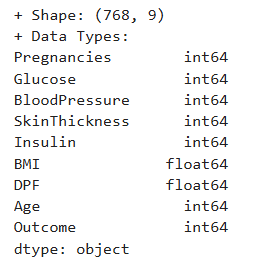 + Shape: (768, 9)
+ Data Types:
Pregnancies int64
Glucose int64
BloodPressure int64
SkinThickness int64
Insulin int64
BMI float64
DPF float64
Age int64
Outcome int64
dtype: object